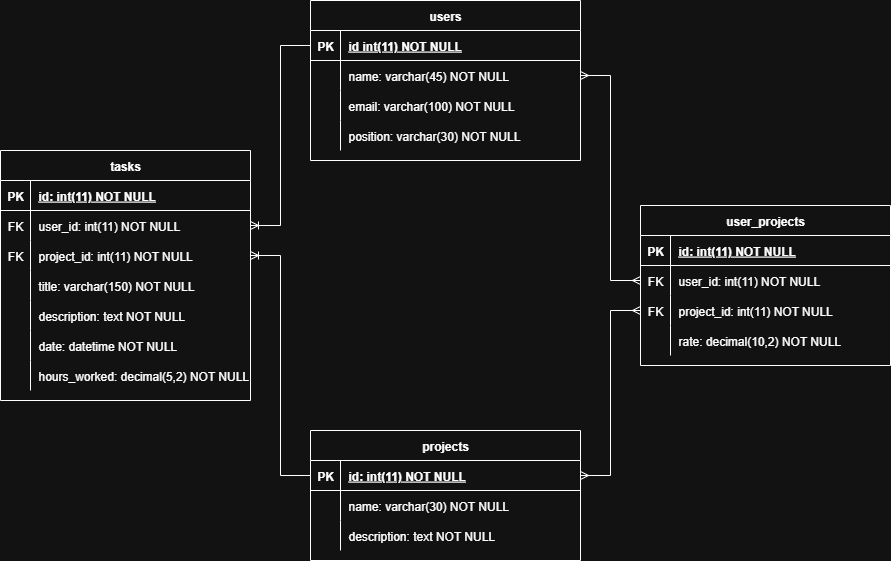 users
PK id int(11) NOT NULL
name: varchar(45) NOT NULL
email: varchar(100) NOT NULL
position: varchar(30) NOT NULL
tasks
PK id: int(11) NOT NULL
FK user_id: int(11) NOT NULL
FK project_id: int(11) NOT NULL
title: varchar(150) NOT NULL
description: text NOT NULL
date: datetime NOT NULL
hours_worked: decimal(5,2) NOT NULL
user_projects
PK id: int(11) NOT NULL
FK user_id: int(11) NOT NULL
FK project_id: int(11) NOT NULL
rate: decimal(10,2) NOT NULL
projects
PK id: int(11) NOT NULL
name: varchar(30) NOT NULL
description: text NOT NULL